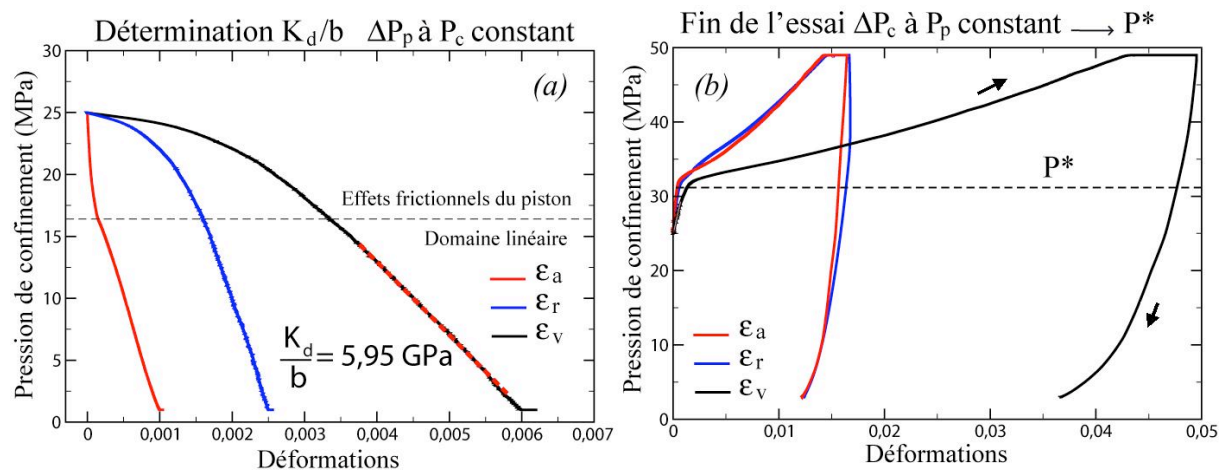 Détermination K_d/b ΔP_p à P_c constant
Pression de confinement (MPa)
30
25
20
15
10
5
0
(a)
Effets frictionnels du piston
Domaine linéaire
ε_a
ε_r
ε_v
K_d/b = 5,95 GPa
0 0,001 0,002 0,003 0,004 0,005 0,006 0,007
Déformations
Fin de l'essai ΔP_c à P_p constant → P*
Pression de confinement (MPa)
50
40
30
20
10
0
(b)
P*
ε_a
ε_r
ε_v
0 0,01 0,02 0,03 0,04 0,05
Déformations